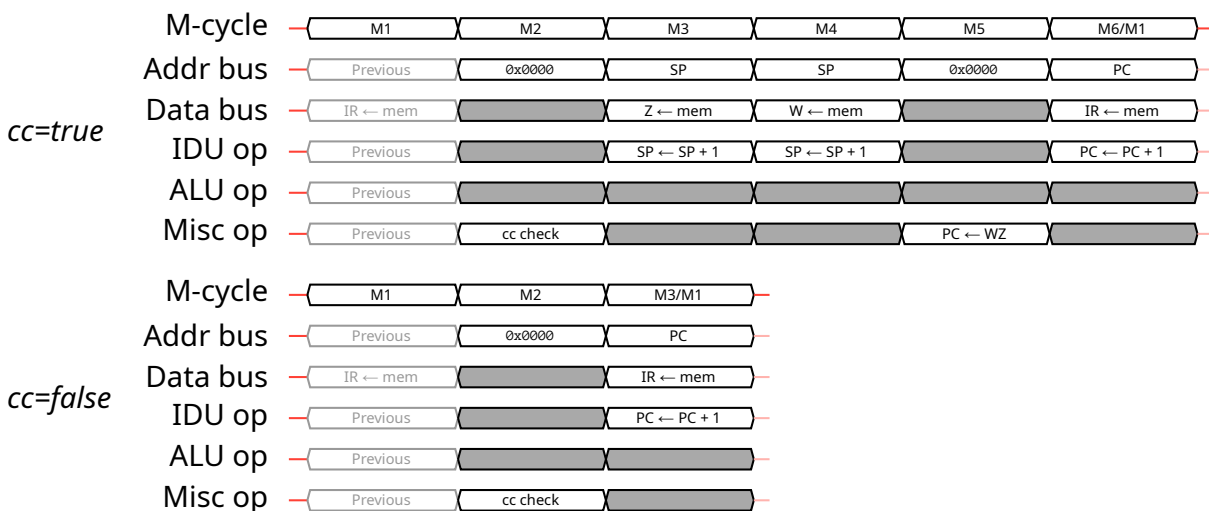 M-cycle M1 M2 M3 M4 M5 M6/M1
Addr bus Previous 0x0000 SP SP 0x0000 PC
Data bus IR ← mem Z ← mem W ← mem IR ← mem
cc=true
IDU op Previous SP ← SP + 1 SP ← SP + 1 PC ← PC + 1
ALU op Previous
Misc op Previous cc check PC ← WZ
M-cycle M1 M2 M3/M1
Addr bus Previous 0x0000 PC
Data bus IR ← mem IR ← mem
cc=false
IDU op Previous PC ← PC + 1
ALU op Previous
Misc op Previous cc check